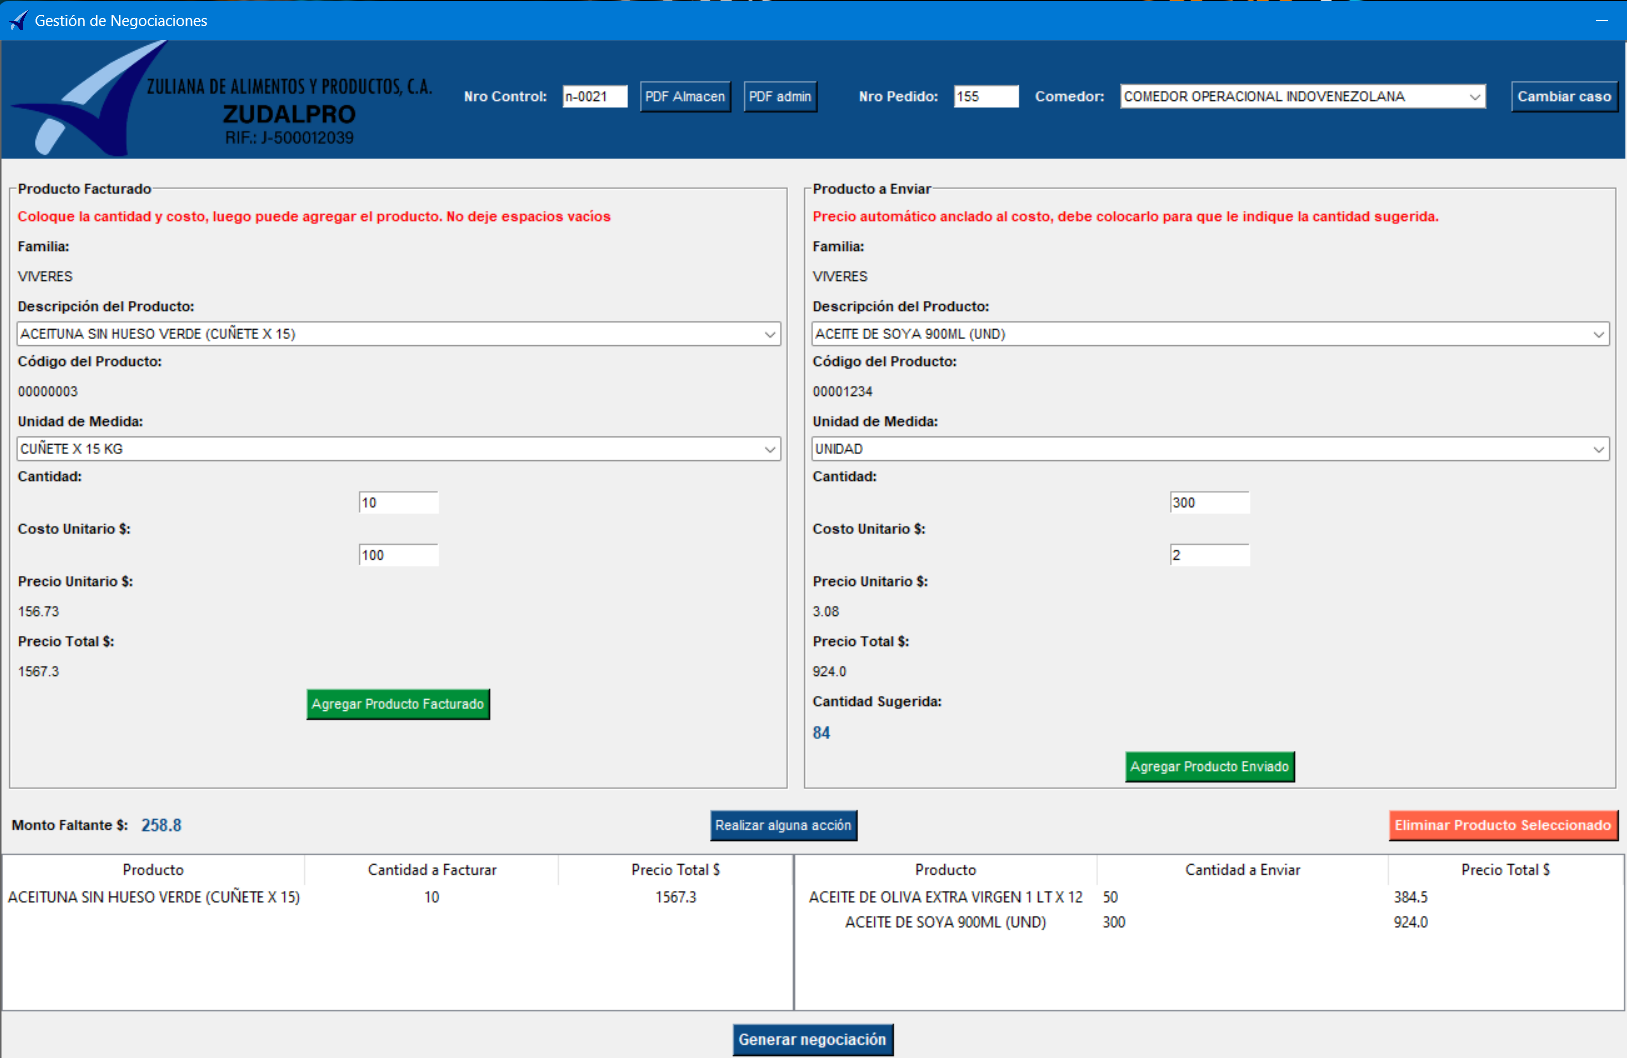 Gestión de Negociaciones
ZULIANA DE ALIMENTOS Y PRODUCTOS, C.A.
ZUDALPRO
RIF.: J-500012039
Nro Control: n-0021 PDF Almacen PDF admin Nro Pedido: 155 Comedor: COMEDOR OPERACIONAL INDOVENEZOLANA Cambiar caso
Producto Facturado
Coloque la cantidad y costo, luego puede agregar el producto. No deje espacios vacíos
Familia:
VIVERES
Descripción del Producto:
ACEITUNA SIN HUESO VERDE (CUÑETE X 15)
Código del Producto:
00000003
Unidad de Medida:
CUÑETE X 15 KG
Cantidad:
10
Costo Unitario $:
100
Precio Unitario $:
156.73
Precio Total $:
1567.3
Agregar Producto Facturado
Producto a Enviar
Precio automático anclado al costo, debe colocarlo para que le indique la cantidad sugerida.
Familia:
VIVERES
Descripción del Producto:
ACEITE DE SOYA 900ML (UND)
Código del Producto:
00001234
Unidad de Medida:
UNIDAD
Cantidad:
300
Costo Unitario $:
2
Precio Unitario $:
3.08
Precio Total $:
924.0
Cantidad Sugerida:
84
Agregar Producto Enviado
Monto Faltante $: 258.8 Realizar alguna acción Eliminar Producto Seleccionado
Producto Cantidad a Facturar Precio Total $
ACEITUNA SIN HUESO VERDE (CUÑETE X 15) 10 1567.3
Producto Cantidad a Enviar Precio Total $
ACEITE DE OLIVA EXTRA VIRGEN 1 LT X 12 50 384.5
ACEITE DE SOYA 900ML (UND) 300 924.0
Generar negociación